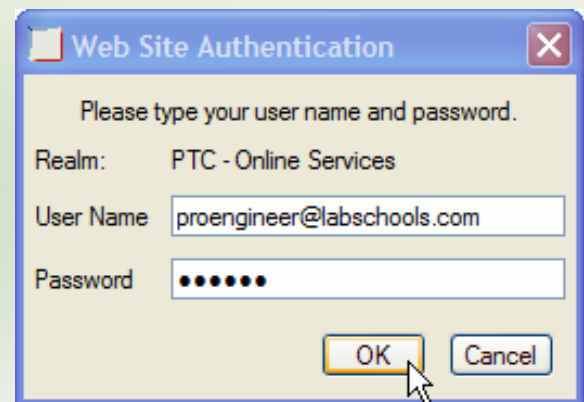 Web Site Authentication
Please type your user name and password.
Realm: PTC - Online Services
User Name proengineer@labschools.com
Password ●●●●●●
OK Cancel